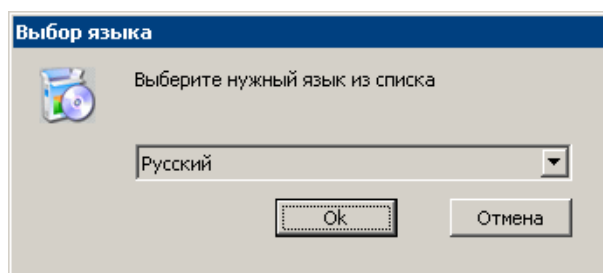 Выбор языка
Выберите нужный язык из списка
Русский
Ok
Отмена